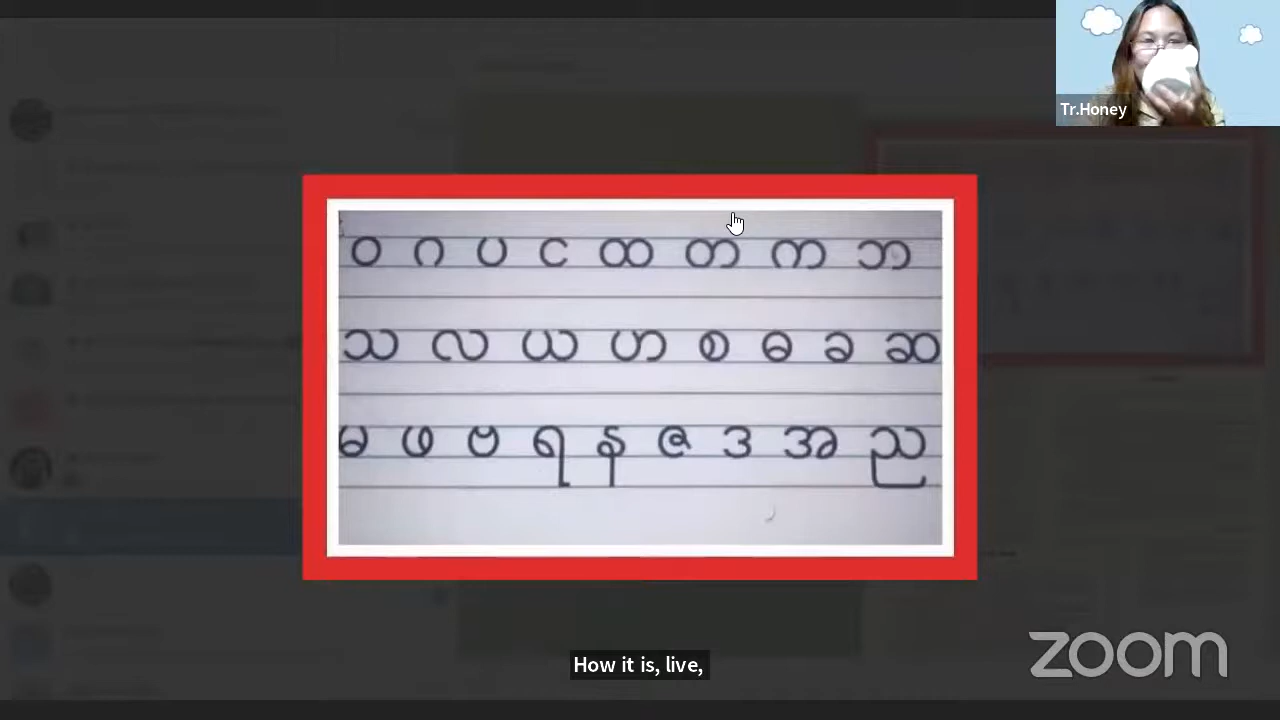 Tr.Honey
ဝ ဂ ပ င ထ တ က ဘ
သ လ ယ ဟ စ ဓ ခ ဆ
မ ဖ ဗ ရ န ဇ ဒ အ ည
How it is, live,
zoom